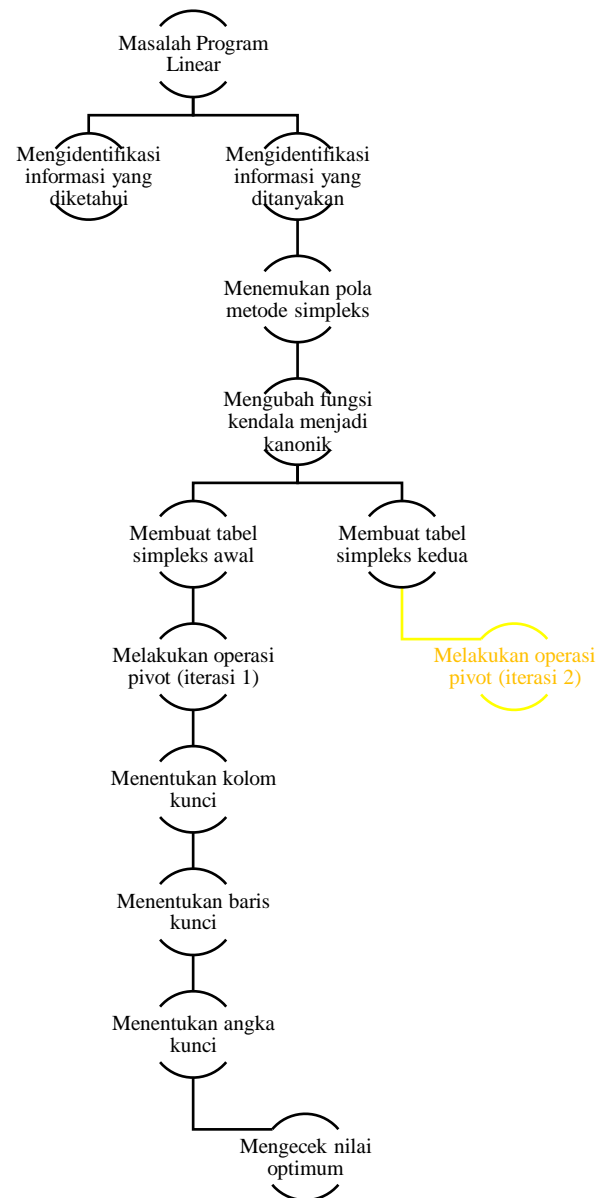 Masalah Program
Linear
Mengidentifikasi
informasi yang
diketahui
Mengidentifikasi
informasi yang
ditanyakan
Menemukan pola
metode simpleks
Mengubah fungsi
kendala menjadi
kanonik
Membuat tabel
simpleks awal
Membuat tabel
simpleks kedua
Melakukan operasi
pivot (iterasi 1)
Melakukan operasi
pivot (iterasi 2)
Menentukan kolom
kunci
Menentukan baris
kunci
Menentukan angka
kunci
Mengecek nilai
optimum